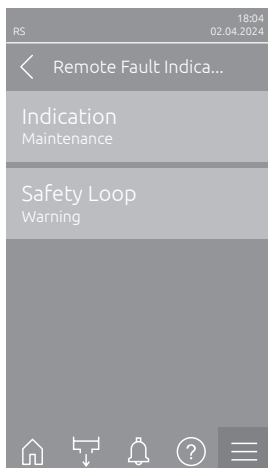 18:04
RS 02.04.2024
Remote Fault Indica...
Indication
Maintenance
Safety Loop
Warning
?